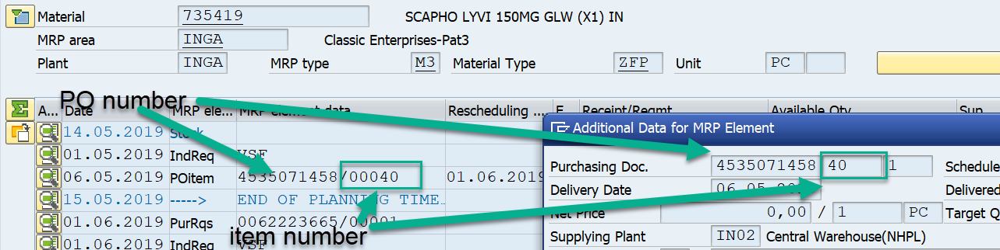 Material 735419 SCAPHO LYVI 150MG GLW (X1) IN
MRP area INGA Classic Enterprises-Pat3
Plant INGA MRP type M3 Material Type ZFP Unit PC
PO number
A... Date MRP ele... MRP element data Rescheduling ... E Receipt/Reqmt Available Qty Sup
14.05.2019 Stock
01.05.2019 IndReq VSF
06.05.2019 POitem 4535071458/00040 01.06.2019
15.05.2019 -----> END OF PLANNING TIME…
01.06.2019 PurRqs 0062223665/00001
01.06.2019 IndReq VSF
item number
Additional Data for MRP Element
Purchasing Doc. 4535071458 40 1 Schedule
Delivery Date 06.05. Delivered
Net Price 0,00 / 1 PC Target Q
Supplying Plant IN02 Central Warehouse(NHPL)